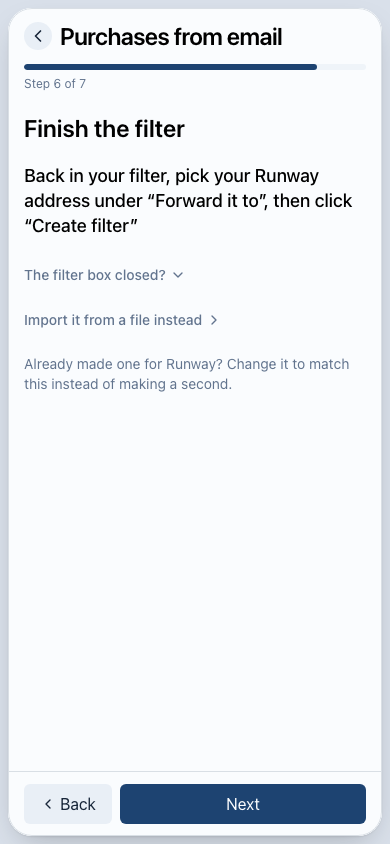 Purchases from email
Step 6 of 7
Finish the filter
Back in your filter, pick your Runway
address under “Forward it to”, then click
“Create filter”
The filter box closed?
Import it from a file instead
Already made one for Runway? Change it to match
this instead of making a second.
Back
Next